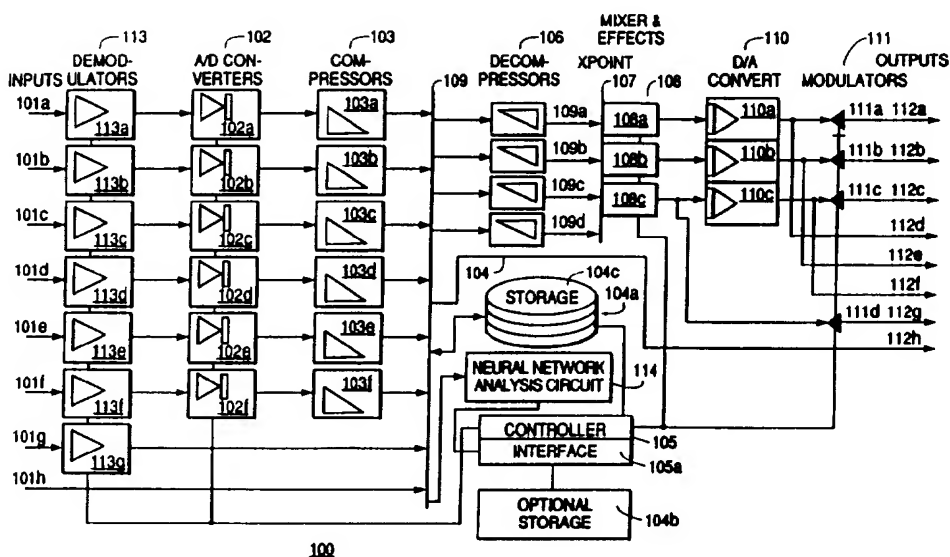 113
102
103
106
MIXER & EFFECTS
108
110
111
INPUTS
DEMOD- ULATORS
A/D CON- VERTERS
COM- PRESSORS
109
DECOM- PRESSORS
XPOINT
107
D/A CONVERT
MODULATORS
OUTPUTS
101a
113a
102a
103a
109a
108a
110a
111a
112a
101b
113b
102b
103b
109b
108b
110b
111b
112b
101c
113c
102c
103c
109c
108c
110c
111c
112c
109d
112d
101d
113d
102d
103d
104
104c
STORAGE
104a
112e
112f
111d
112g
101e
113e
102e
103e
112h
101f
113f
102f
103f
NEURAL NETWORK
ANALYSIS CIRCUIT
114
101g
113g
CONTROLLER
105
INTERFACE
105a
101h
OPTIONAL
STORAGE
104b
100